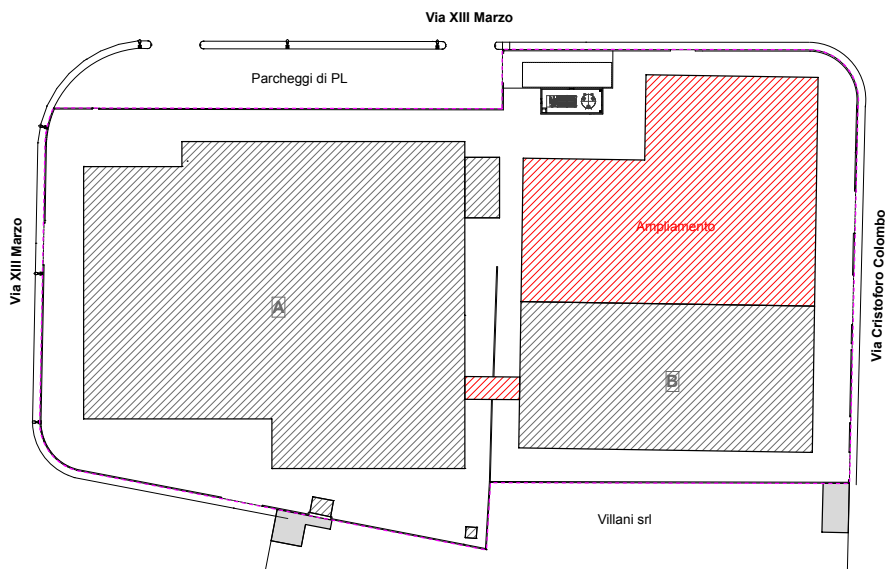 Via XIII Marzo
Parcheggi di PL
Via XIII Marzo
Ampliamento
Via Cristoforo Colombo
A
B
Villani srl